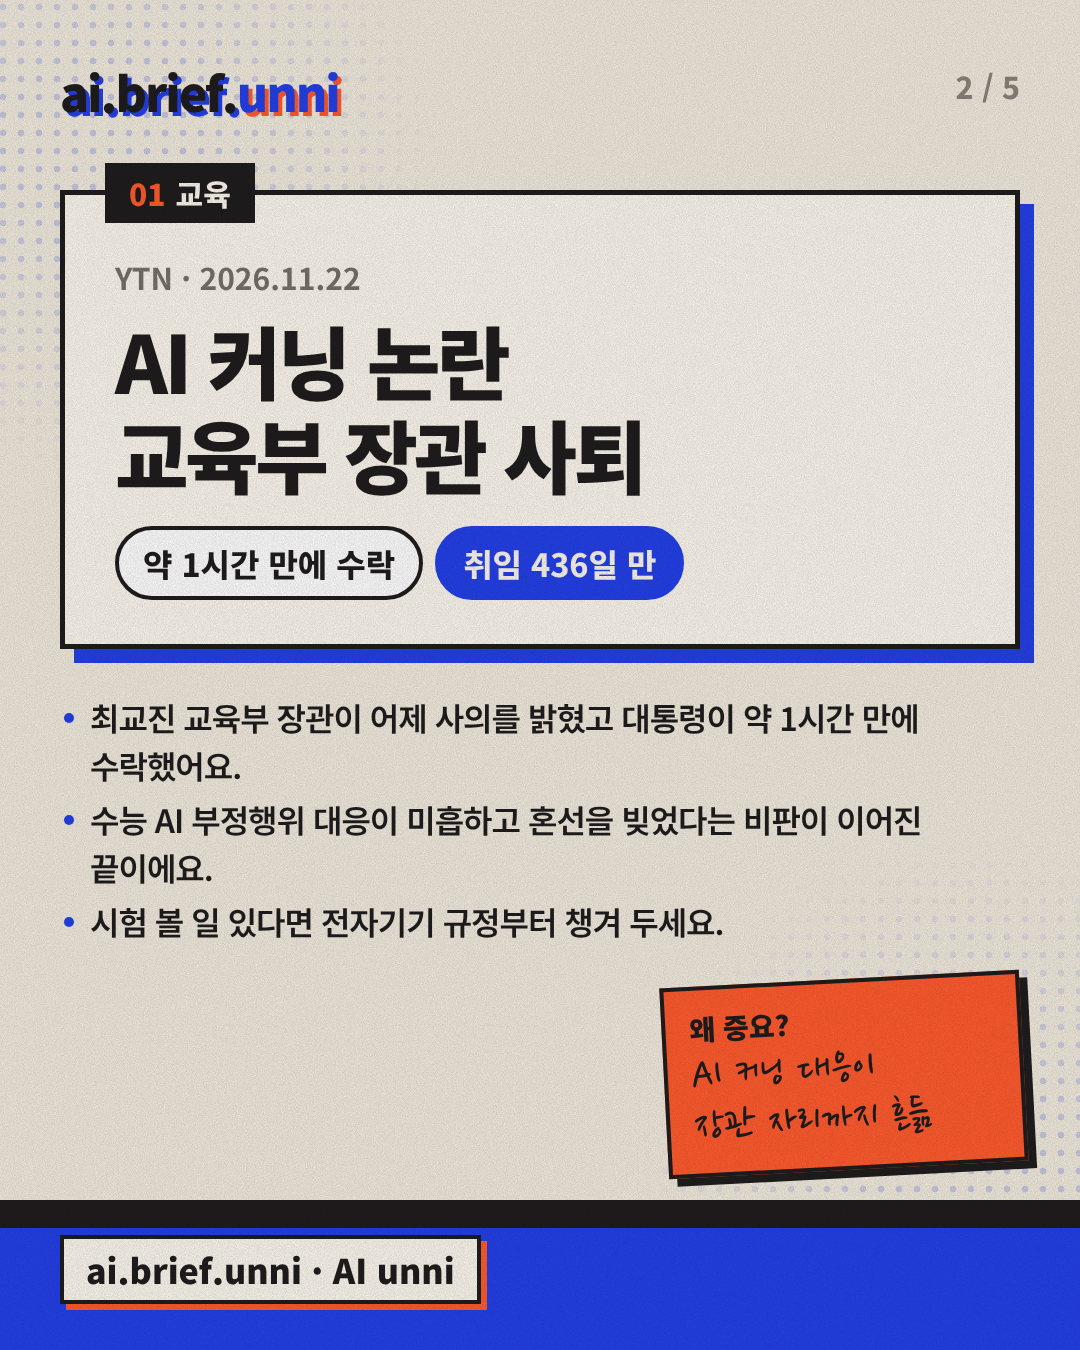 ai.brief.unni
2 / 5
01 교육
YTN · 2026.11.22
AI 커닝 논란
교육부 장관 사퇴
약 1시간 만에 수락
취임 436일 만
• 최교진 교육부 장관이 어제 사의를 밝혔고 대통령이 약 1시간 만에
수락했어요.
• 수능 AI 부정행위 대응이 미흡하고 혼선을 빚었다는 비판이 이어진
끝이에요.
• 시험 볼 일 있다면 전자기기 규정부터 챙겨 두세요.
왜 중요?
AI 커닝 대응이
장관 자리까지 흔듦
ai.brief.unni · AI unni